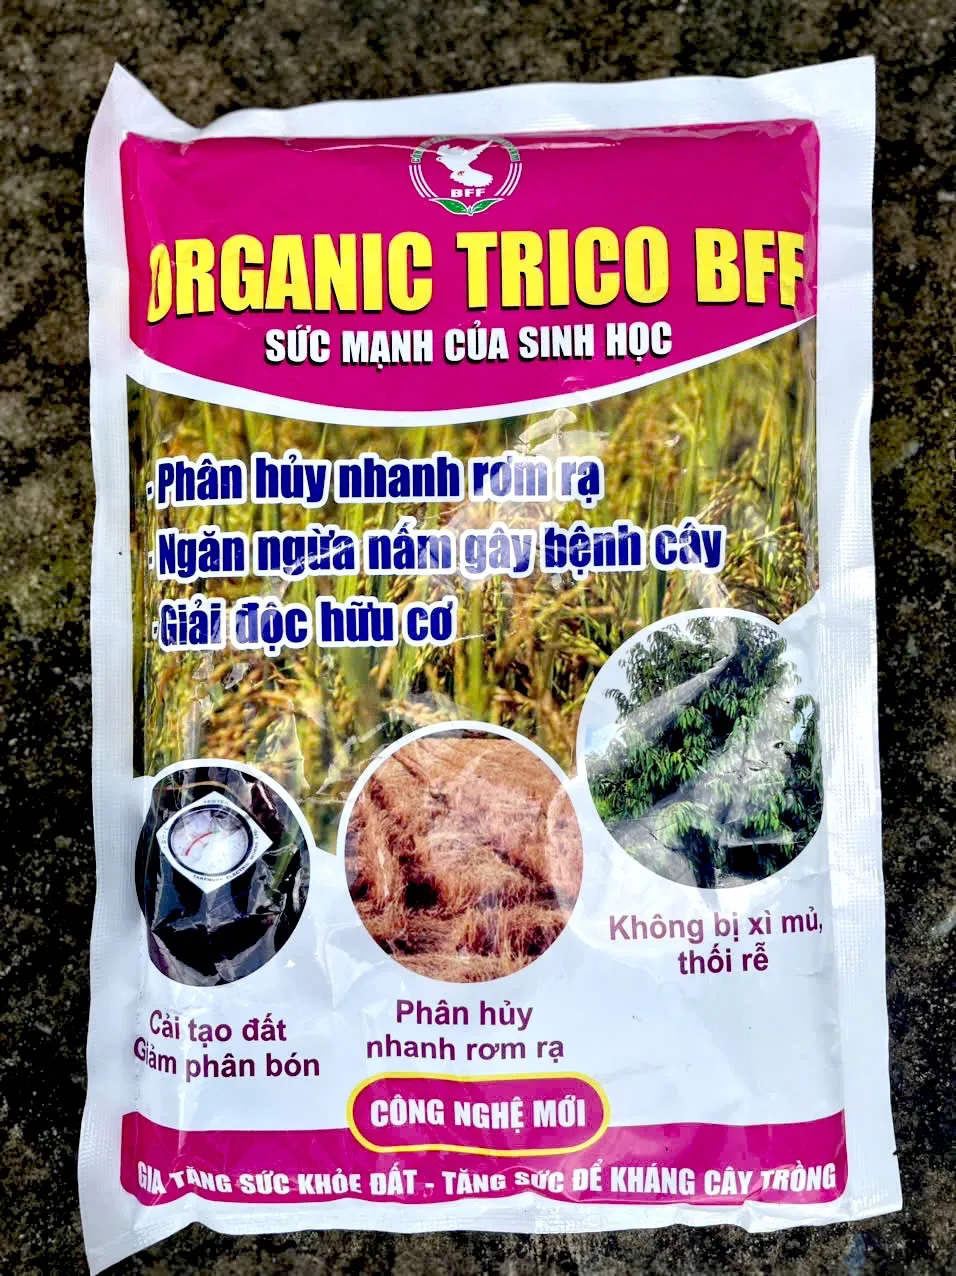 BFF
ORGANIC TRICO BFF
SỨC MẠNH CỦA SINH HỌC
- Phân hủy nhanh rơm rạ
- Ngăn ngừa nấm gây bệnh cây
- Giải độc hữu cơ
Không bị xì mủ,
thối rễ
Cải tạo đất
Giảm phân bón
Phân hủy
nhanh rơm rạ
CÔNG NGHỆ MỚI
GIA TĂNG SỨC KHỎE ĐẤT - TĂNG SỨC ĐỀ KHÁNG CÂY TRỒNG